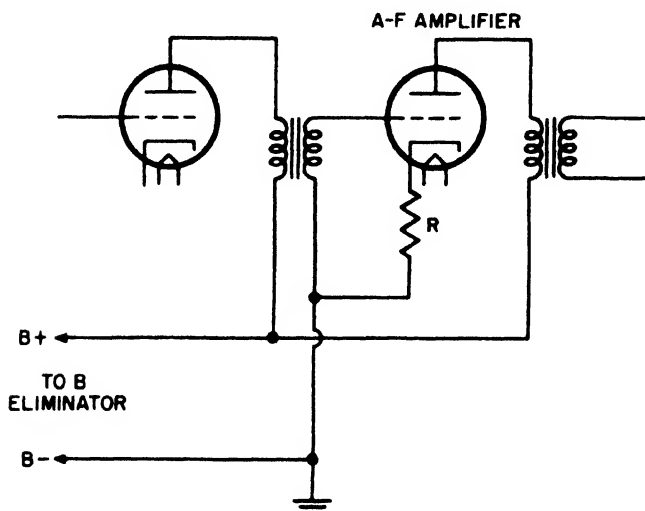 A-F AMPLIFIER
R
B+
TO B
ELIMINATOR
B-